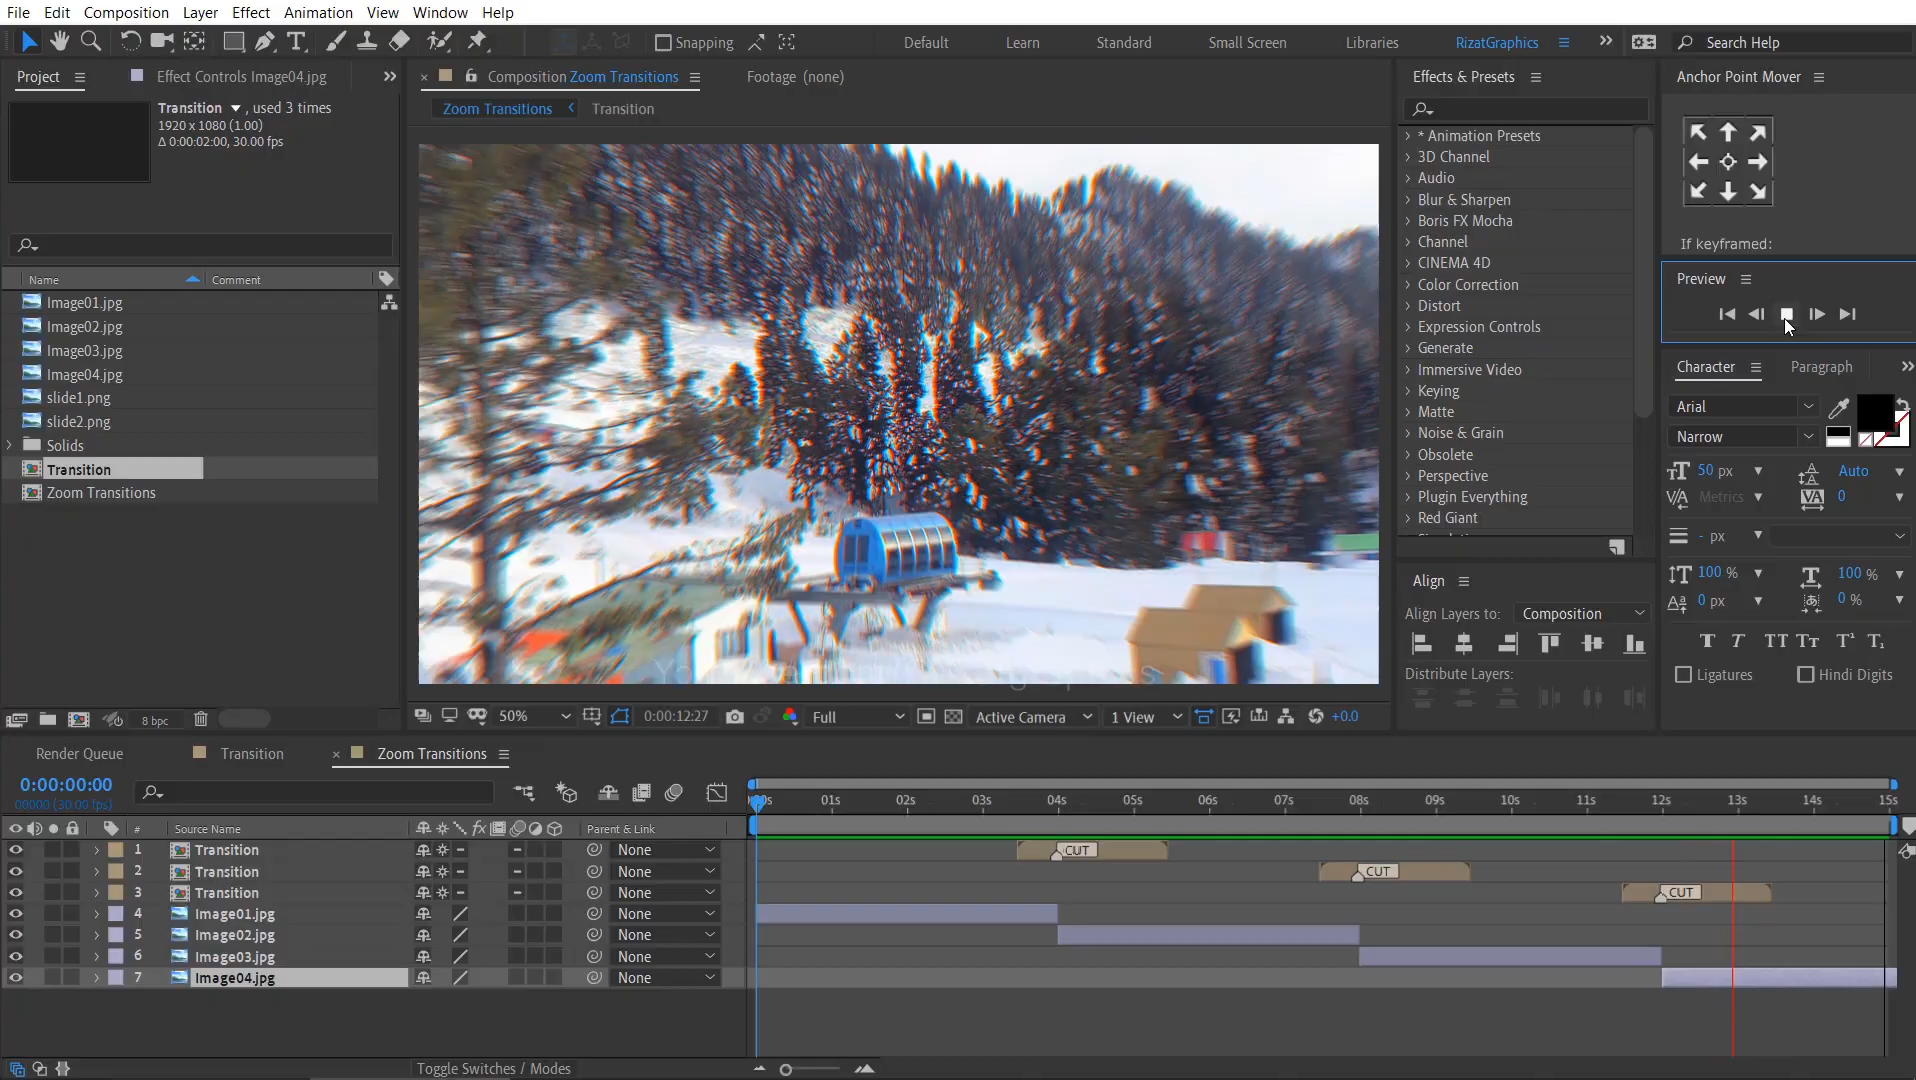 File Edit Composition Layer Effect Animation View Window Help
Snapping Default Learn Standard Small Screen Libraries RizatGraphics Search Help
Project Effect Controls Image04.jpg
Transition , used 3 times
1920 x 1080 (1.00)
Δ 0:00:02:00, 30.00 fps
Name Comment
Image01.jpg
Image02.jpg
Image03.jpg
Image04.jpg
slide1.png
slide2.png
Solids
Transition
Zoom Transitions
8 bpc
Composition Zoom Transitions Footage (none)
Zoom Transitions Transition
50% 0:00:12:27 Full Active Camera 1 View +0.0
Effects & Presets
* Animation Presets
3D Channel
Audio
Blur & Sharpen
Boris FX Mocha
Channel
CINEMA 4D
Color Correction
Distort
Expression Controls
Generate
Immersive Video
Keying
Matte
Noise & Grain
Obsolete
Perspective
Plugin Everything
Red Giant
Align
Align Layers to: Composition
Distribute Layers:
Anchor Point Mover
If keyframed:
Preview
Character Paragraph
Arial
Narrow
50 px Auto
Metrics 0
- px
100 % 100 %
0 px 0 %
Ligatures Hindi Digits
Render Queue Transition Zoom Transitions
0:00:00:00
00000 (30.00 fps)
01s 02s 03s 04s 05s 06s 07s 08s 09s 10s 11s 12s 13s 14s 15s
# Source Name Parent & Link
1 Transition None CUT
2 Transition None CUT
3 Transition None CUT
4 Image01.jpg None
5 Image02.jpg None
6 Image03.jpg None
7 Image04.jpg None
Toggle Switches / Modes